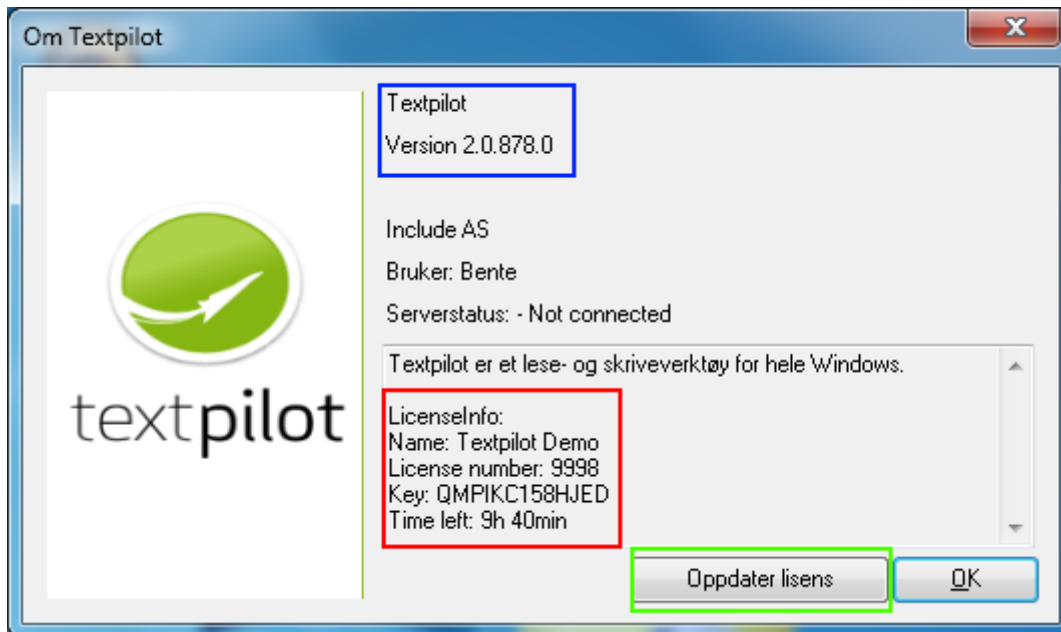 Om Textpilot
Textpilot
Version 2.0.878.0
Include AS
Bruker: Bente
Serverstatus: - Not connected
Textpilot er et lese- og skriveverktøy for hele Windows.
LicenseInfo:
Name: Textpilot Demo
License number: 9998
Key: QMPIKC158HJED
Time left: 9h 40min
textpilot
Oppdater lisens
OK